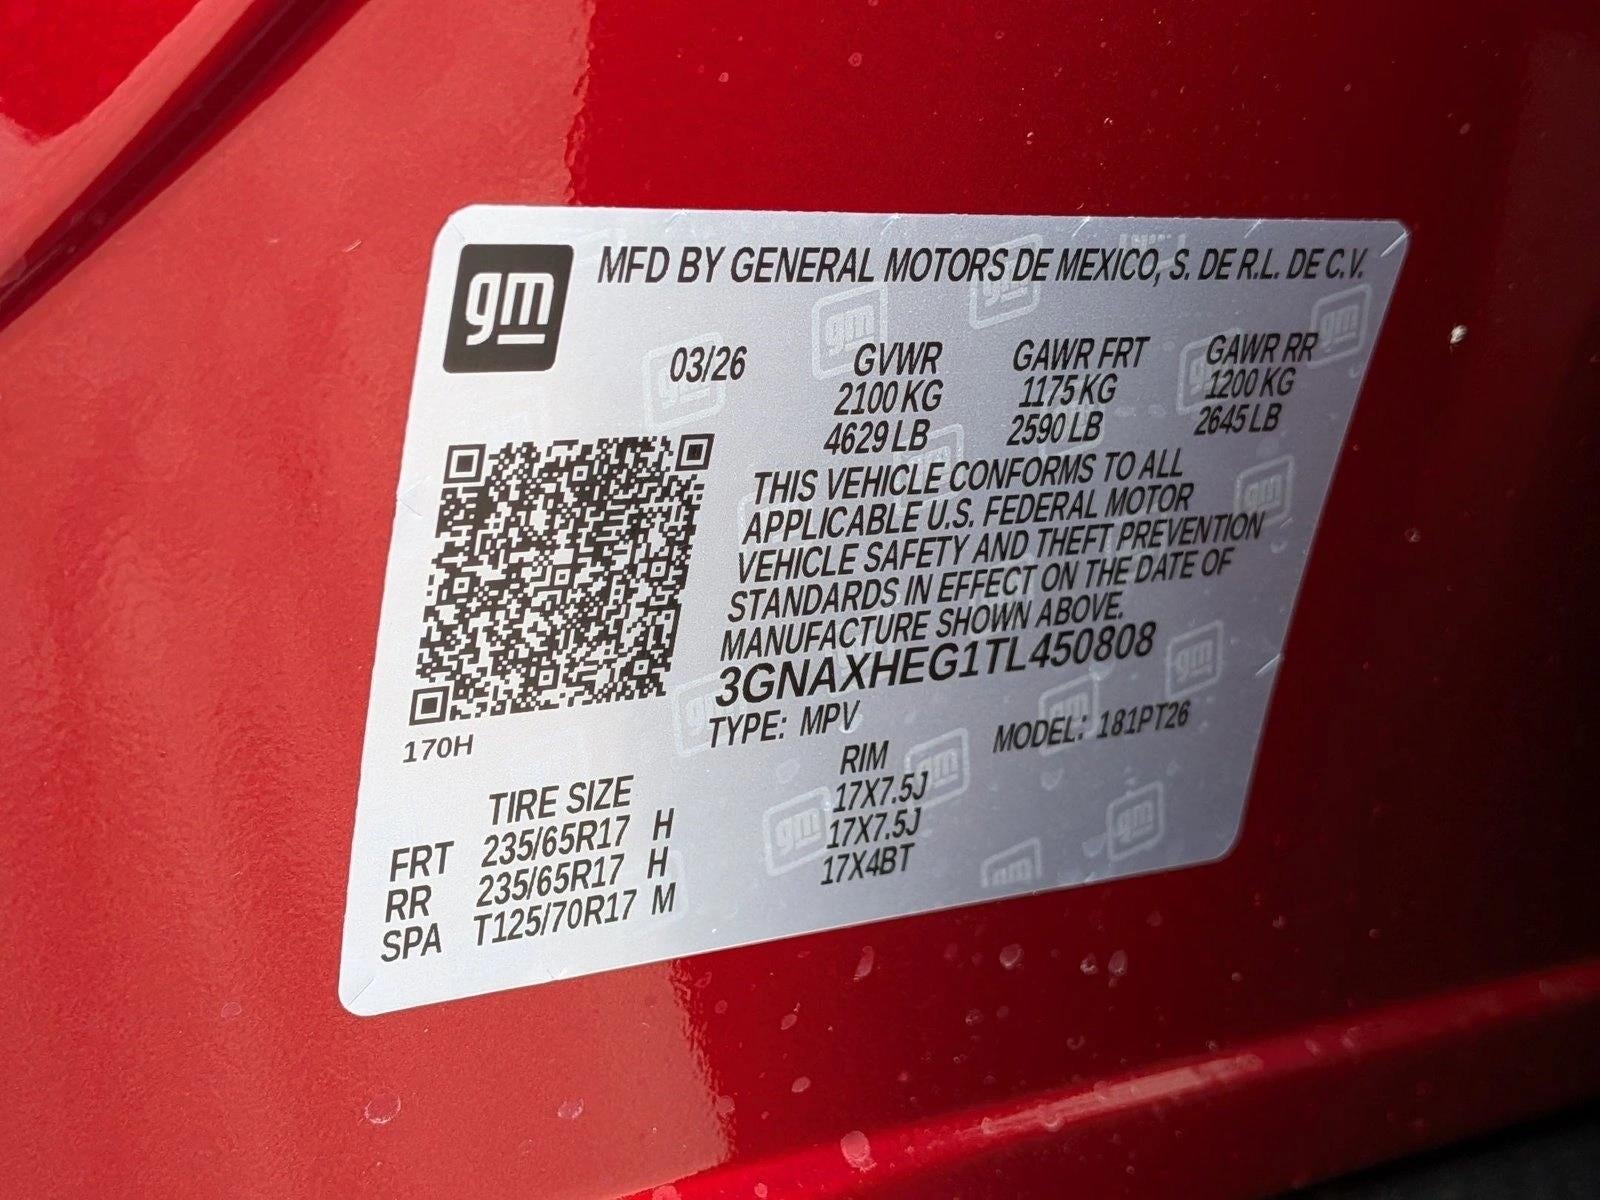 gm
MFD BY GENERAL MOTORS DE MEXICO, S. DE R.L. DE C.V.
03/26 GVWR GAWR FRT GAWR RR
2100 KG 1175 KG 1200 KG
4629 LB 2590 LB 2645 LB
THIS VEHICLE CONFORMS TO ALL
APPLICABLE U.S. FEDERAL MOTOR
VEHICLE SAFETY AND THEFT PREVENTION
STANDARDS IN EFFECT ON THE DATE OF
MANUFACTURE SHOWN ABOVE.
3GNAXHEG1TL450808
TYPE: MPV MODEL: 181PT26
170H
TIRE SIZE RIM
FRT 235/65R17 H 17X7.5J
RR 235/65R17 H 17X7.5J
SPA T125/70R17 M 17X4BT